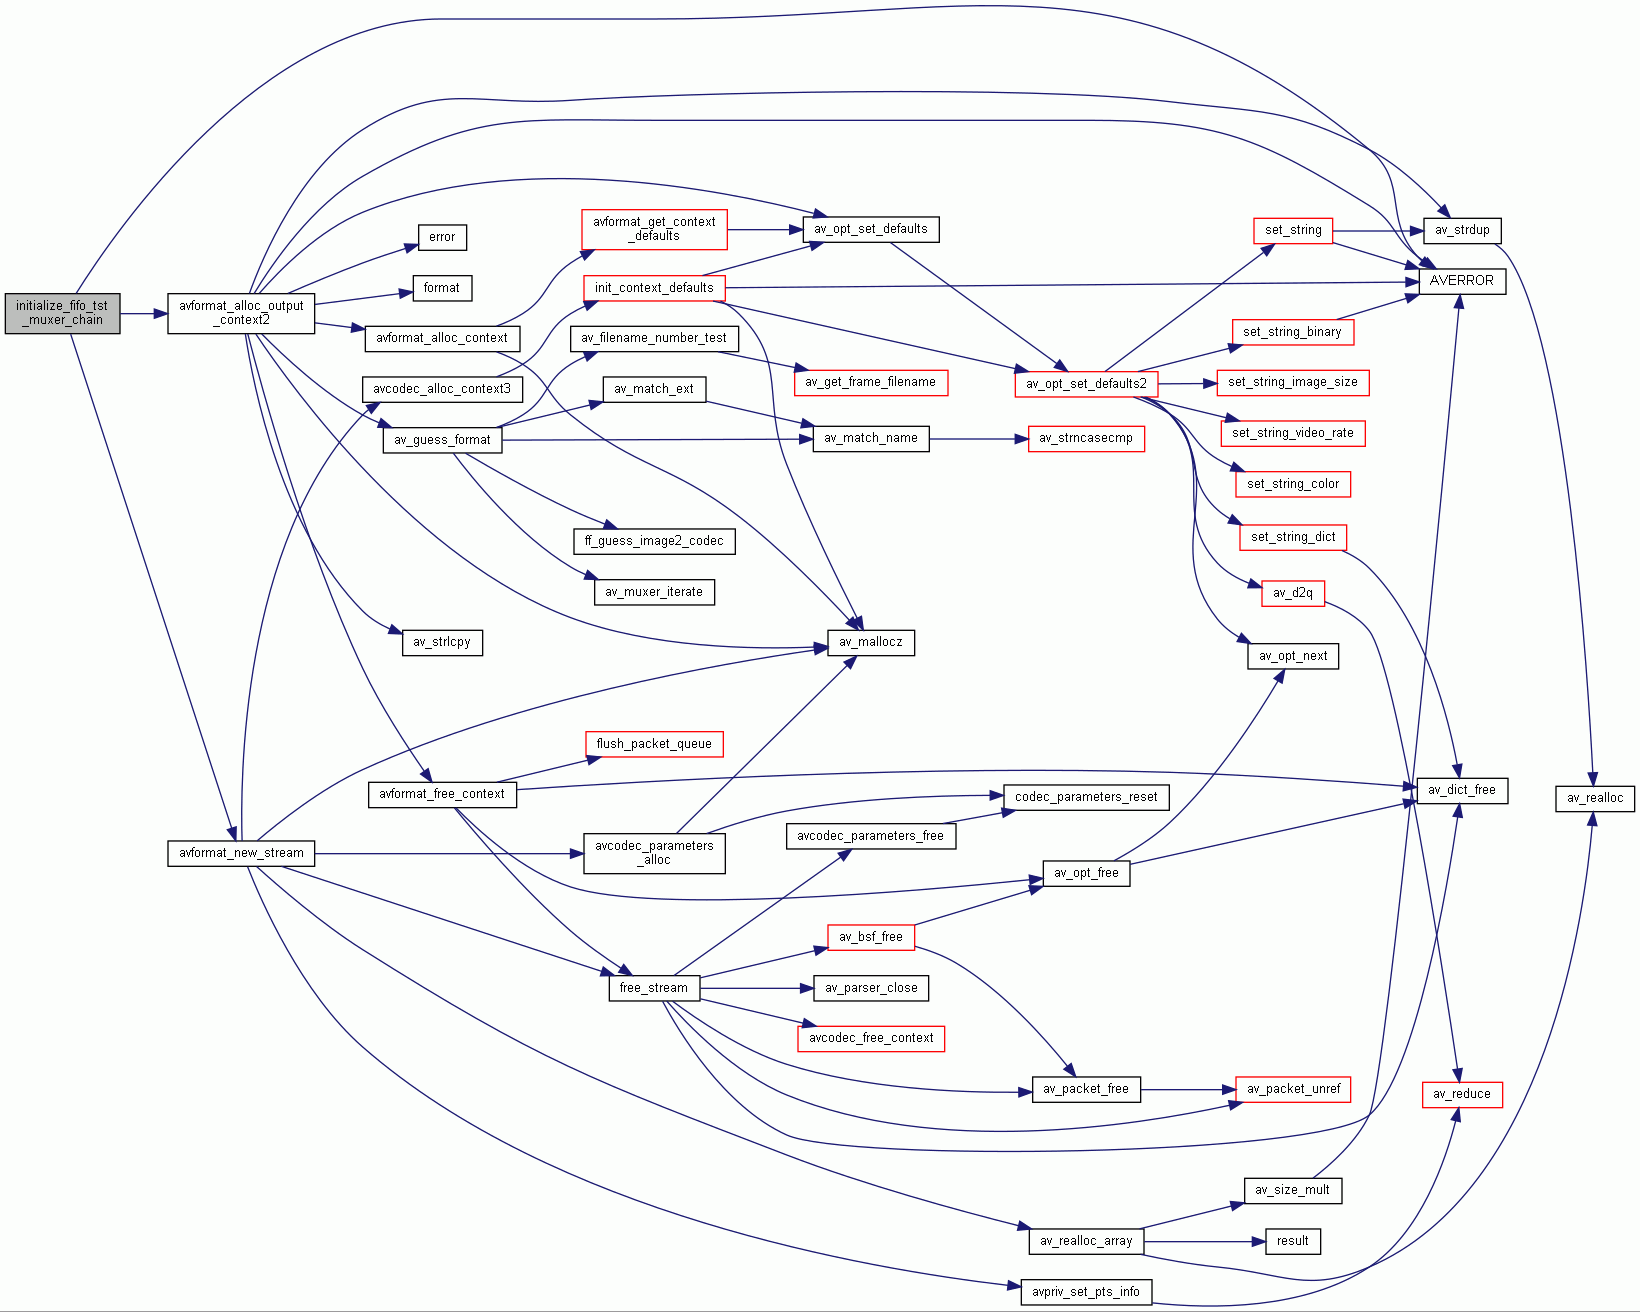 initialize_fifo_tst
_muxer_chain
avformat_alloc_output
_context2
avformat_new_stream
error
format
avformat_alloc_context
avcodec_alloc_context3
av_guess_format
av_strlcpy
avformat_free_context
avformat_get_context
_defaults
init_context_defaults
av_filename_number_test
av_match_ext
ff_guess_image2_codec
av_muxer_iterate
flush_packet_queue
avcodec_parameters
_alloc
free_stream
av_opt_set_defaults
av_get_frame_filename
av_match_name
av_mallocz
avcodec_parameters_free
av_bsf_free
av_parser_close
avcodec_free_context
av_opt_set_defaults2
av_strncasecmp
codec_parameters_reset
av_opt_free
av_packet_free
av_realloc_array
avpriv_set_pts_info
set_string
set_string_binary
set_string_image_size
set_string_video_rate
set_string_color
set_string_dict
av_d2q
av_opt_next
av_packet_unref
av_size_mult
result
av_strdup
AVERROR
av_dict_free
av_reduce
av_realloc